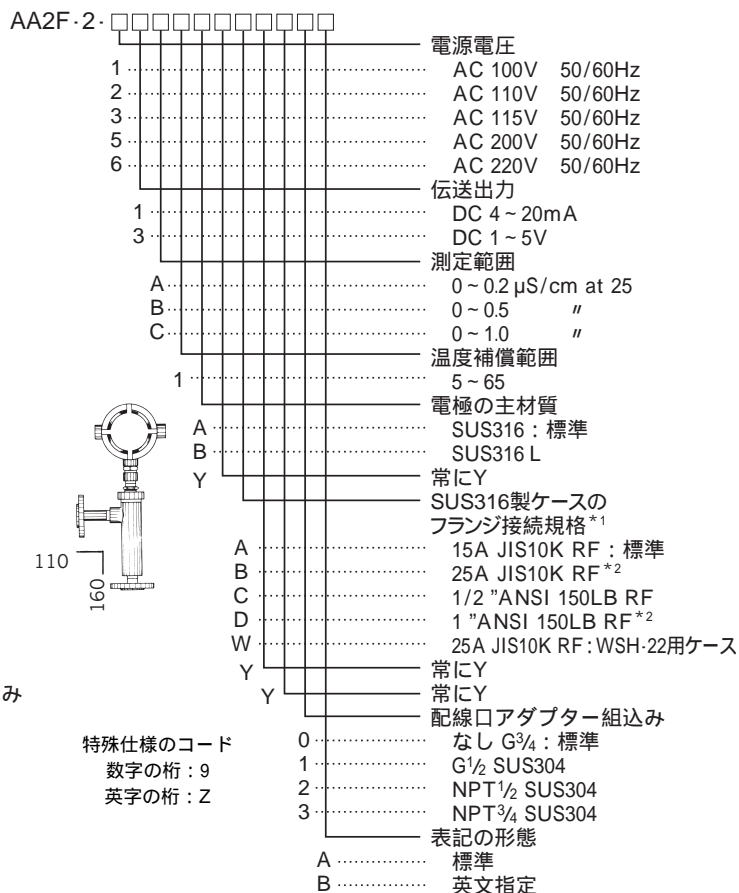 AA2F·2·□□□□□□□□□□□
電源電圧
1 AC 100V 50/60Hz
2 AC 110V 50/60Hz
3 AC 115V 50/60Hz
5 AC 200V 50/60Hz
6 AC 220V 50/60Hz
伝送出力
1 DC 4~20mA
3 DC 1~5V
測定範囲
A 0~0.2 µS/cm at 25
B 0~0.5 〃
C 0~1.0 〃
温度補償範囲
1 5~65
電極の主材質
A SUS316:標準
B SUS316 L
Y 常にY
SUS316製ケースの
フランジ接続規格*1
A 15A JIS10K RF:標準
B 25A JIS10K RF*2
C 1/2 "ANSI 150LB RF
D 1 "ANSI 150LB RF*2
W 25A JIS10K RF:WSH-22用ケース
Y 常にY
Y 常にY
配線口アダプター組込み
0 なし G3/4:標準
1 G1/2 SUS304
2 NPT1/2 SUS304
3 NPT3/4 SUS304
表記の形態
A 標準
B 英文指定
110
160
み
特殊仕様のコード
数字の桁:9
英字の桁:Z